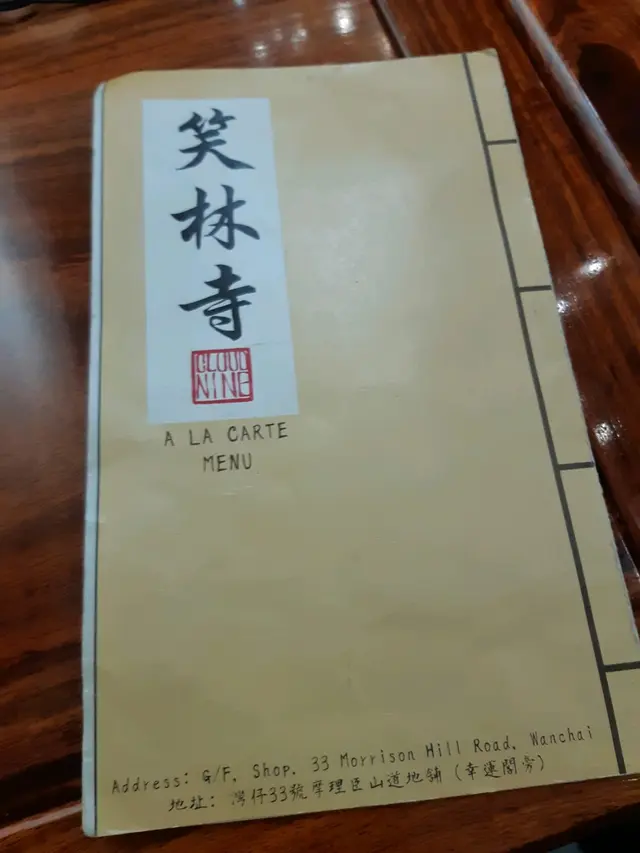 笑林寺
CLOUD
NINE
A LA CARTE
MENU
Address: G/F, Shop, 33 Morrison Hill Road, Wanchai
地址: 灣仔33號摩理臣山道地舖 (幸運閣旁)